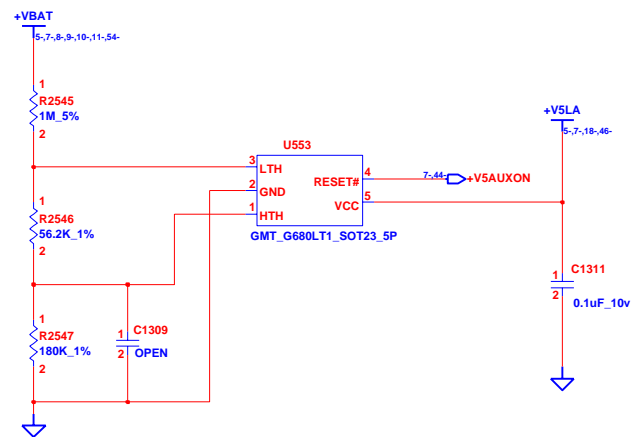 +VBAT
5-,7-,8-,9-,10-,11-,54-
1
R2545
1M_5%
2
1
R2546
56.2K_1%
2
1
R2547
180K_1%
2
1
C1309
2
OPEN
U553
3
LTH
2
GND
1
HTH
RESET#
4
VCC
5
GMT_G680LT1_SOT23_5P
7-,44-
+V5AUXON
+V5LA
5-,7-,18-,46-
C1311
1
2
0.1uF_10v